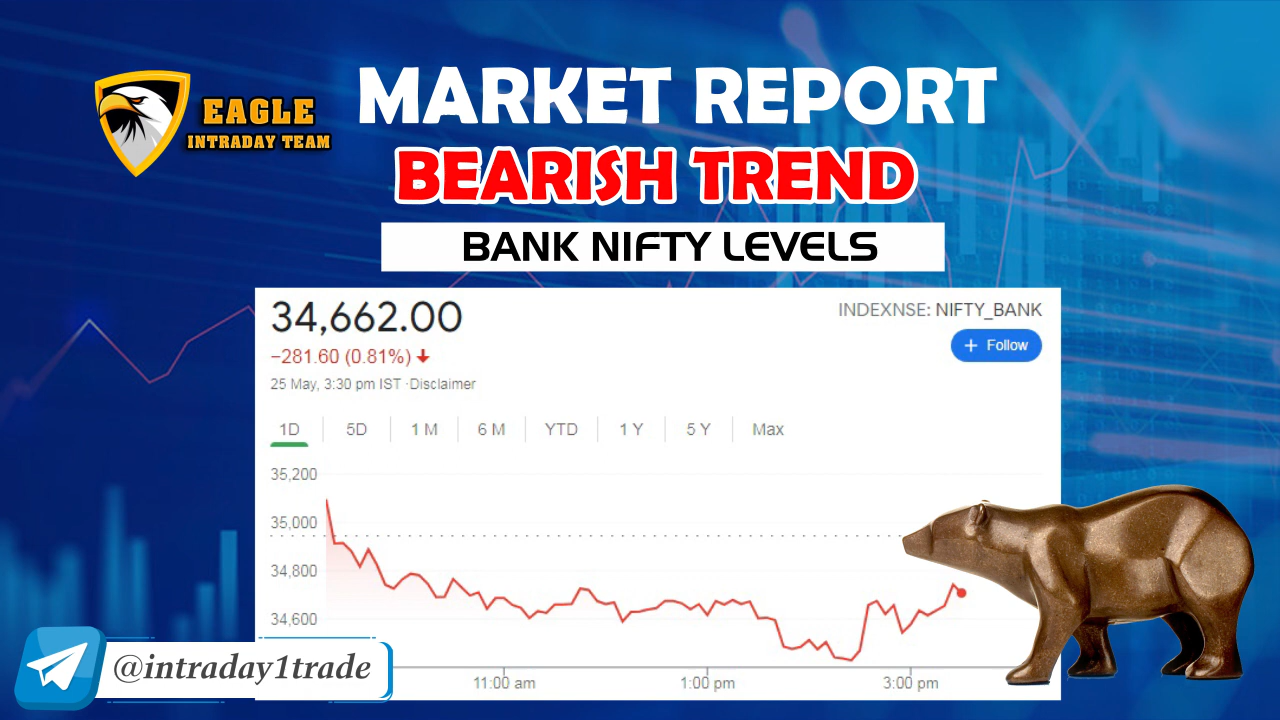 MARKET REPORT
EAGLE
INTRADAY TEAM
BEARISH TREND
BANK NIFTY LEVELS
34,662.00
INDEXNSE: NIFTY_BANK
−281.60 (0.81%) ↓
+ Follow
25 May, 3:30 pm IST ·Disclaimer
1D 5D 1 M 6 M YTD 1 Y 5 Y Max
35,200
35,000
34,800
34,600
11:00 am 1:00 pm 3:00 pm
@intraday1trade